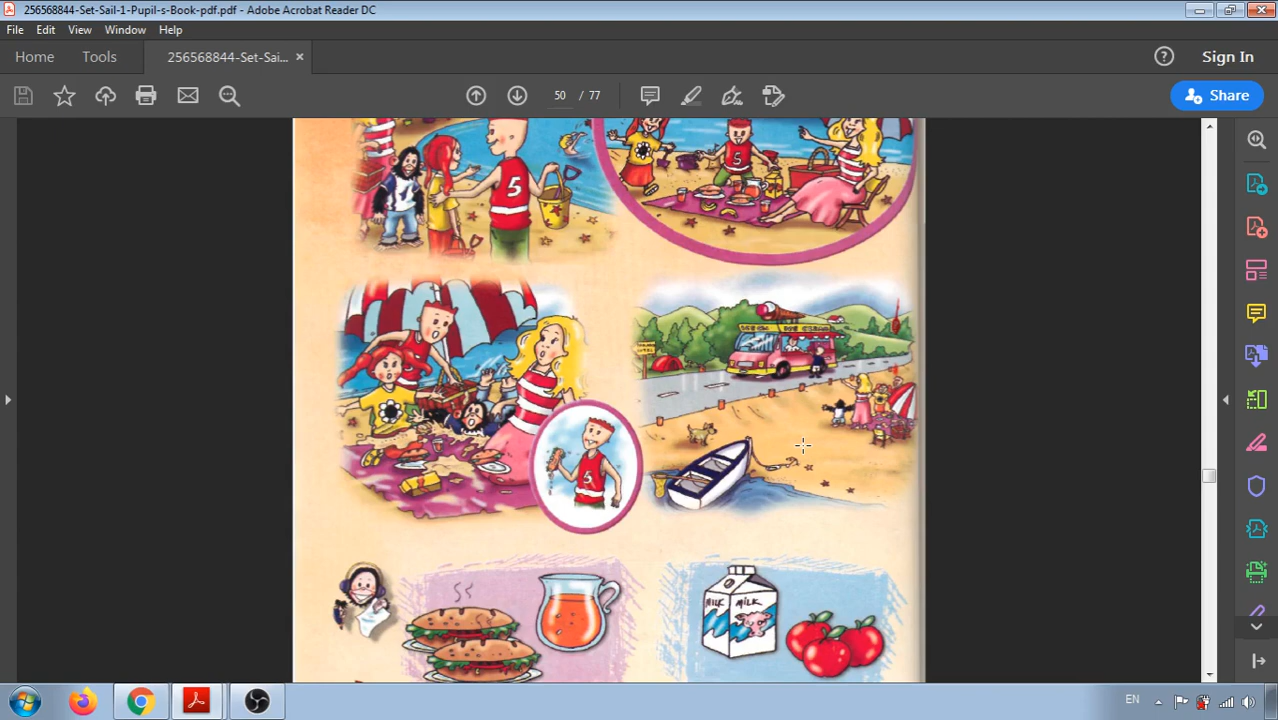 256568844-Set-Sail-1-Pupil-s-Book-pdf.pdf - Adobe Acrobat Reader DC
File Edit View Window Help
Home Tools 256568844-Set-Sai... ×
? Sign In
50 / 77
Share
5
5
5
MILK MILK
EN